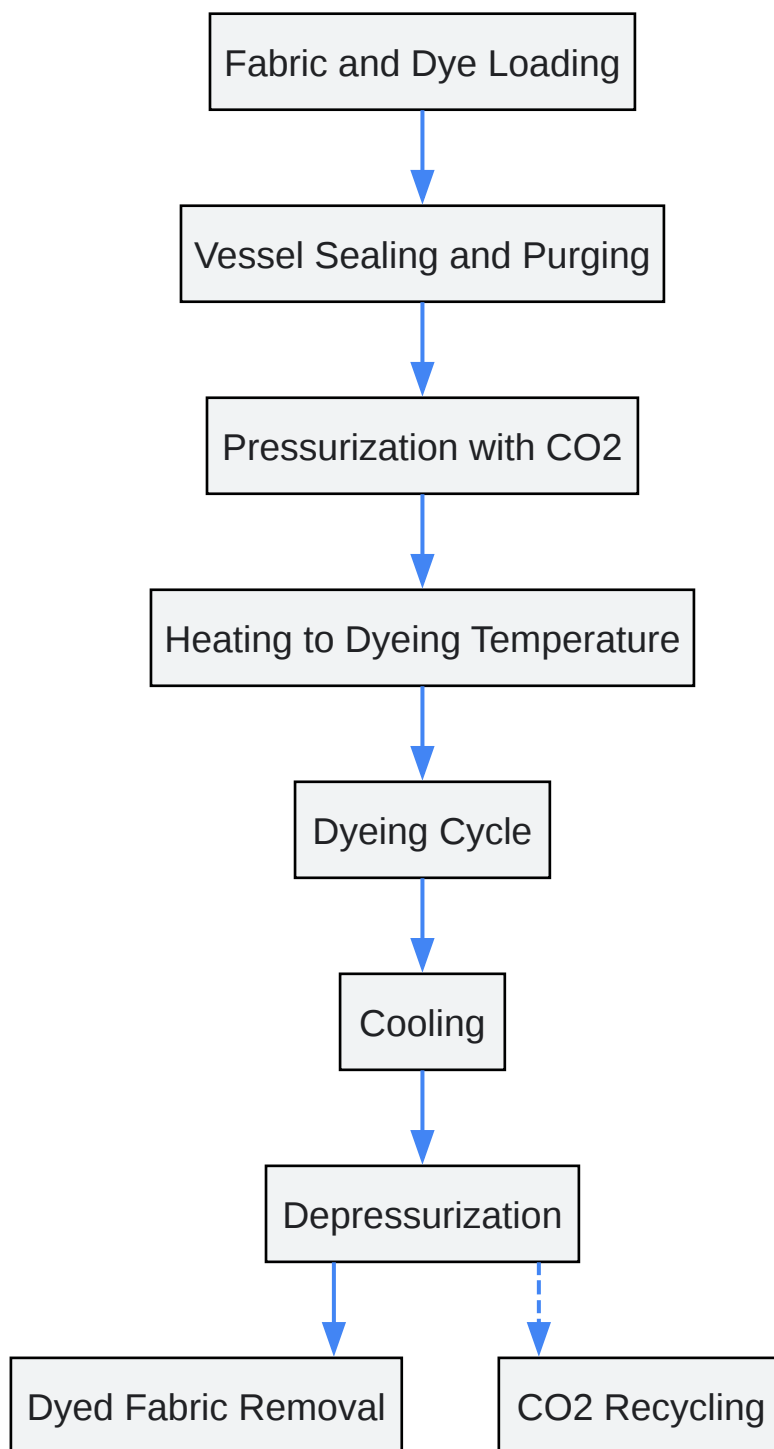 Fabric and Dye Loading
Vessel Sealing and Purging
Pressurization with CO2
Heating to Dyeing Temperature
Dyeing Cycle
Cooling
Depressurization
Dyed Fabric Removal
CO2 Recycling